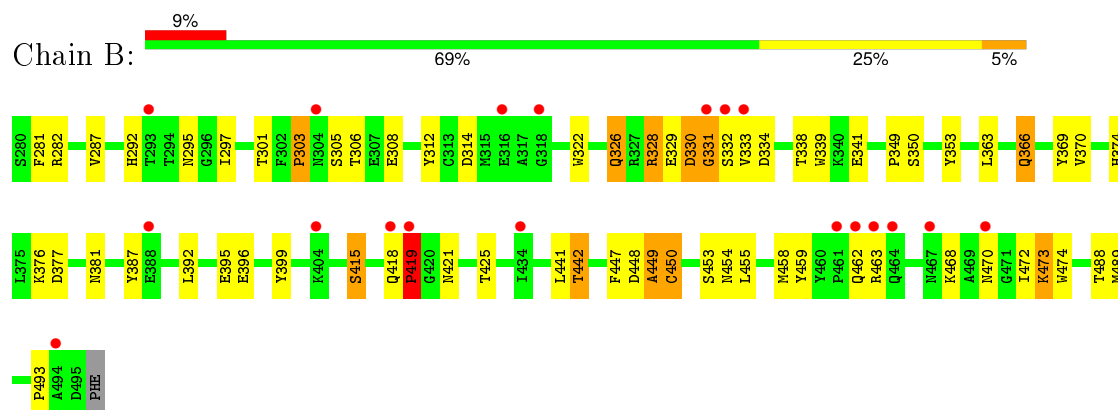 9%
Chain B:
69% 25% 5%
S280 F281 R282 V287 H292 T293 T294 N295 G296 I297 T301 F302 P303 N304 S305 T306 E307 E308 Y312 C313 D314 M315 E316 A317 G318 W322 Q326 R327 R328 E329 D330 G331 S332 V333 D334 T338 W339 K340 E341 P349 S350 Y353 L363 Q366 Y369 V370 H374
L375 K376 D377 N381 Y387 E388 L392 E395 E396 Y399 K404 S415 Q418 P419 G420 N421 T425 I434 L441 T442 F447 D448 A449 C450 S453 N454 L455 M458 Y459 Y460 P461 Q462 R463 Q464 N467 K468 A469 N470 G471 I472 K473 W474 T488 M489
P493 A494 D495 PHE